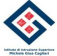 Istituto di Istruzione Superiore
Michele Giua Cagliari